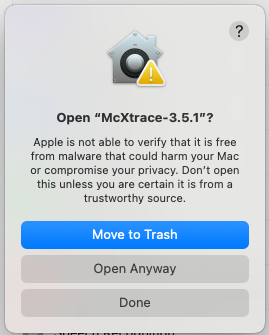 ?
Open “McXtrace-3.5.1”?
Apple is not able to verify that it is free
from malware that could harm your Mac
or compromise your privacy. Don’t open
this unless you are certain it is from a
trustworthy source.
Move to Trash
Open Anyway
Done
Speech Recognition